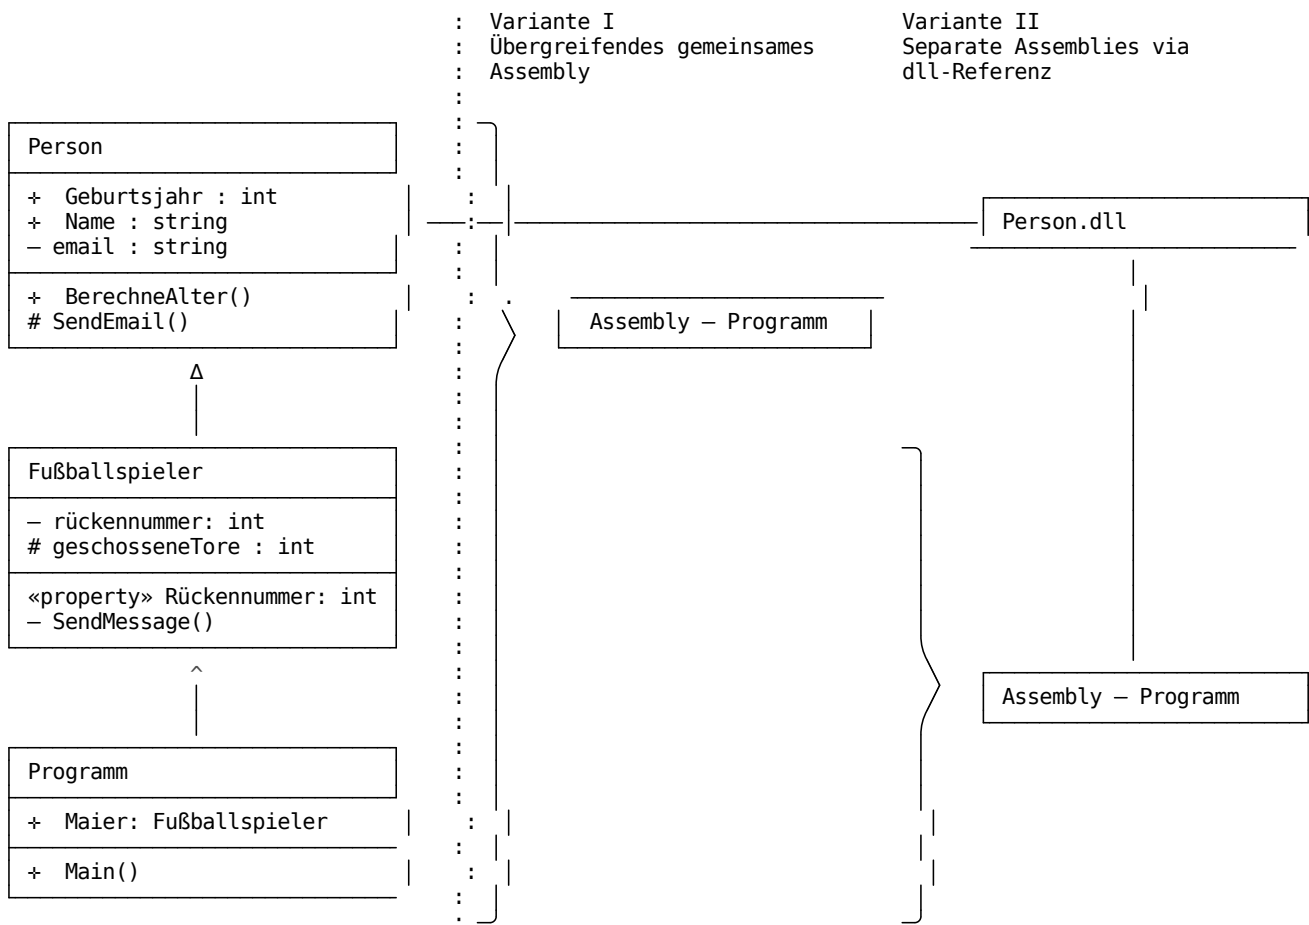 Variante I
Übergreifendes gemeinsames
Assembly
Variante II
Separate Assemblies via
dll-Referenz
Person
+ Geburtsjahr : int
+ Name : string
– email : string
+ BerechneAlter()
# SendEmail()
Person.dll
Assembly – Programm
Fußballspieler
– rückennummer: int
# geschosseneTore : int
«property» Rückennummer: int
– SendMessage()
Assembly – Programm
Programm
+ Maier: Fußballspieler
+ Main()